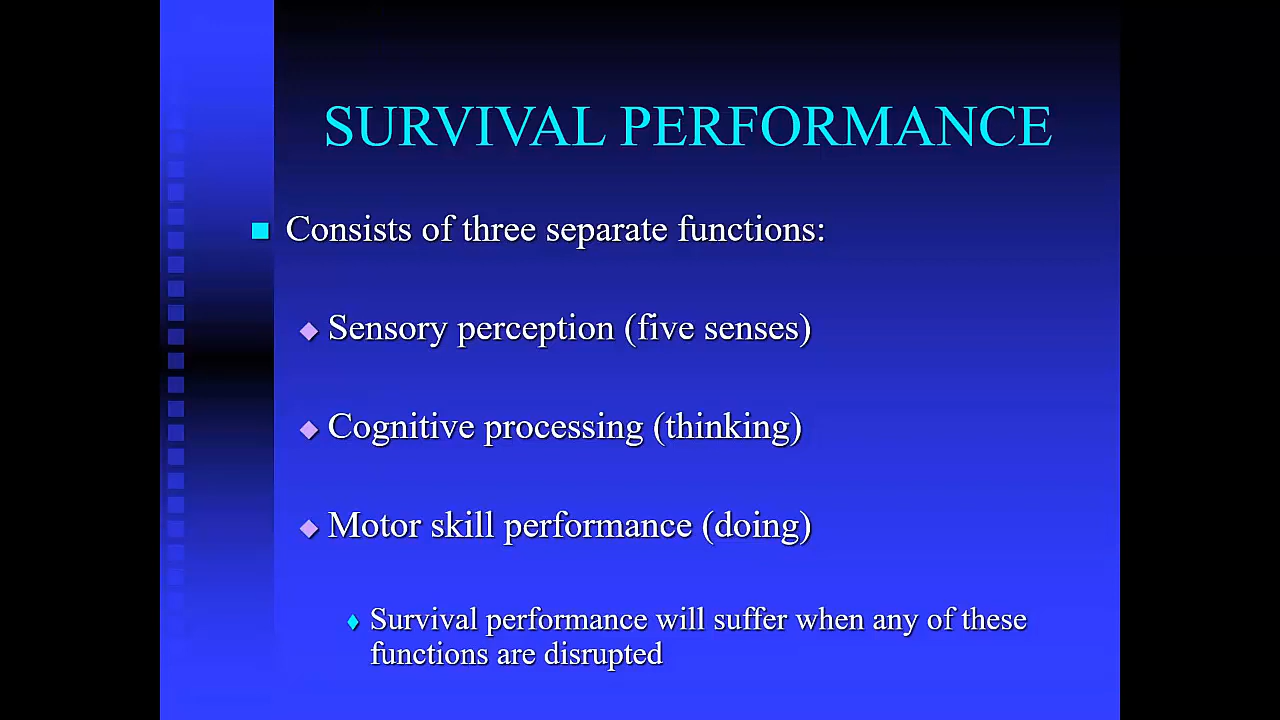 SURVIVAL PERFORMANCE
Consists of three separate functions:
Sensory perception (five senses)
Cognitive processing (thinking)
Motor skill performance (doing)
Survival performance will suffer when any of these
functions are disrupted